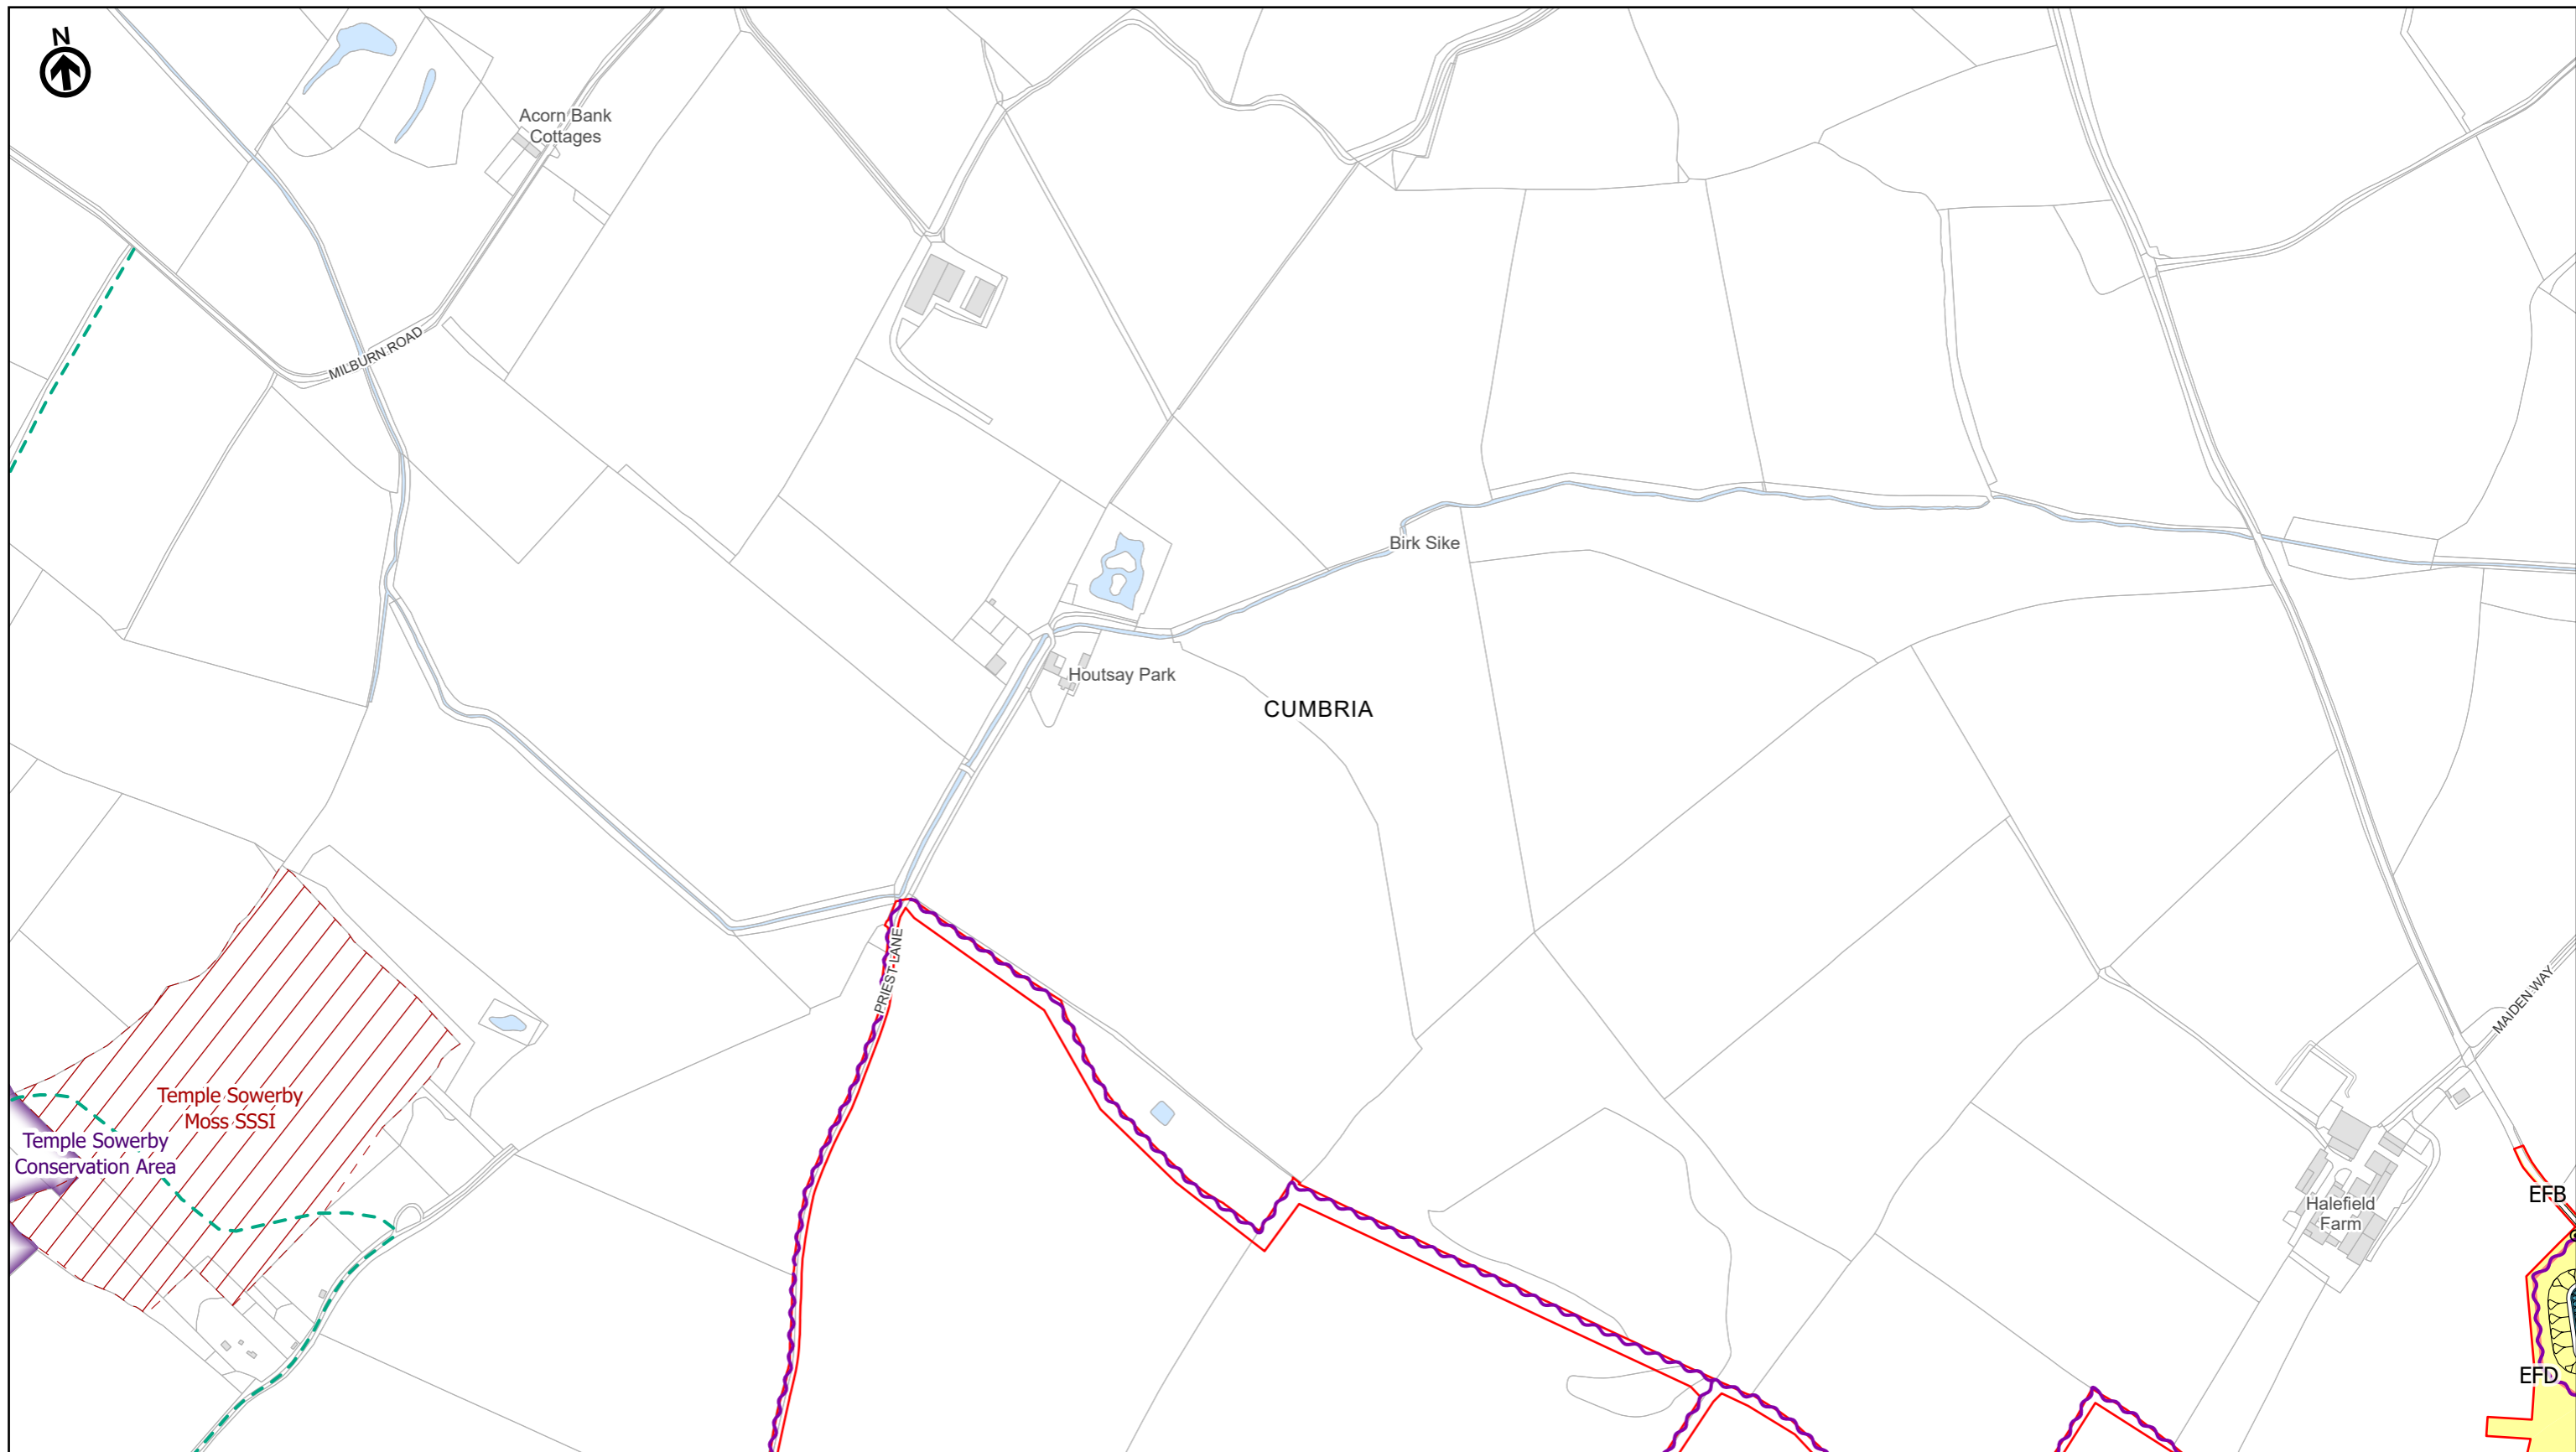 N
Acorn Bank
Cottages
MILBURN ROAD
Birk Sike
Houtsay Park
CUMBRIA
PRIEST LANE
MAIDEN WAY
Temple Sowerby
Moss SSSI
Temple Sowerby
Conservation Area
Halefield
Farm
EFB
EFD